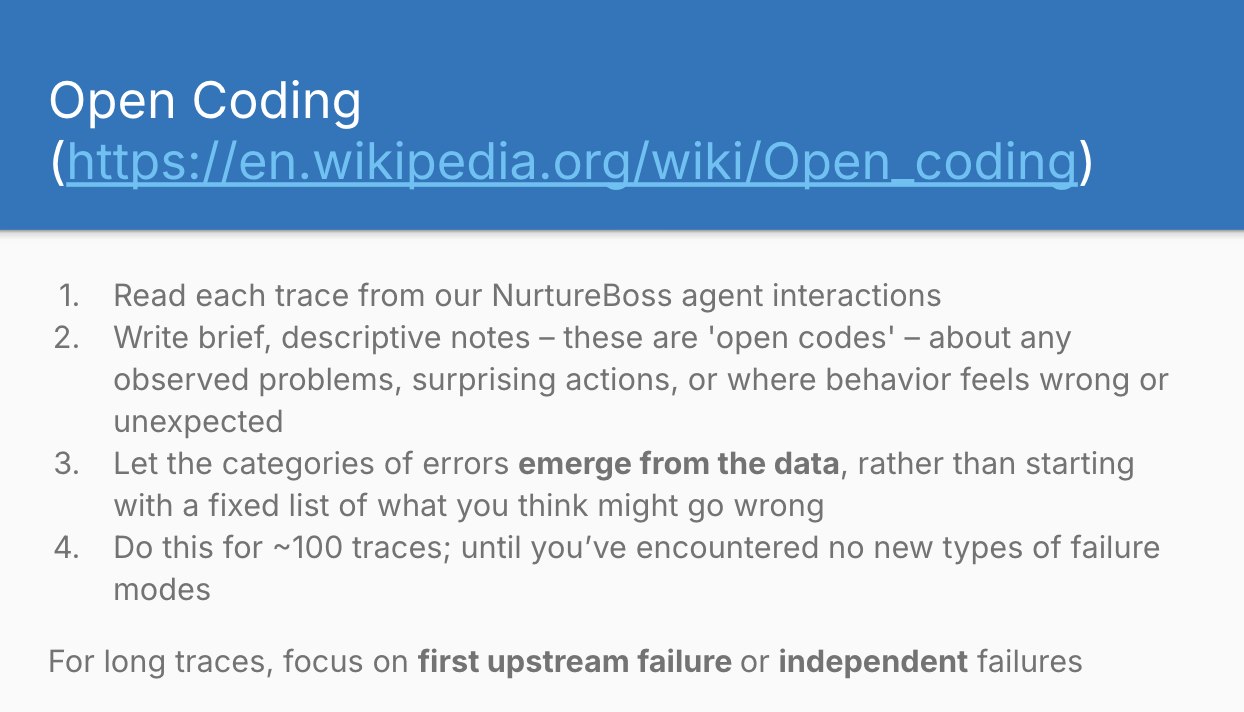 Open Coding
(https://en.wikipedia.org/wiki/Open_coding)
1. Read each trace from our NurtureBoss agent interactions
2. Write brief, descriptive notes – these are 'open codes' – about any
observed problems, surprising actions, or where behavior feels wrong or
unexpected
3. Let the categories of errors emerge from the data, rather than starting
with a fixed list of what you think might go wrong
4. Do this for ~100 traces; until you’ve encountered no new types of failure
modes
For long traces, focus on first upstream failure or independent failures